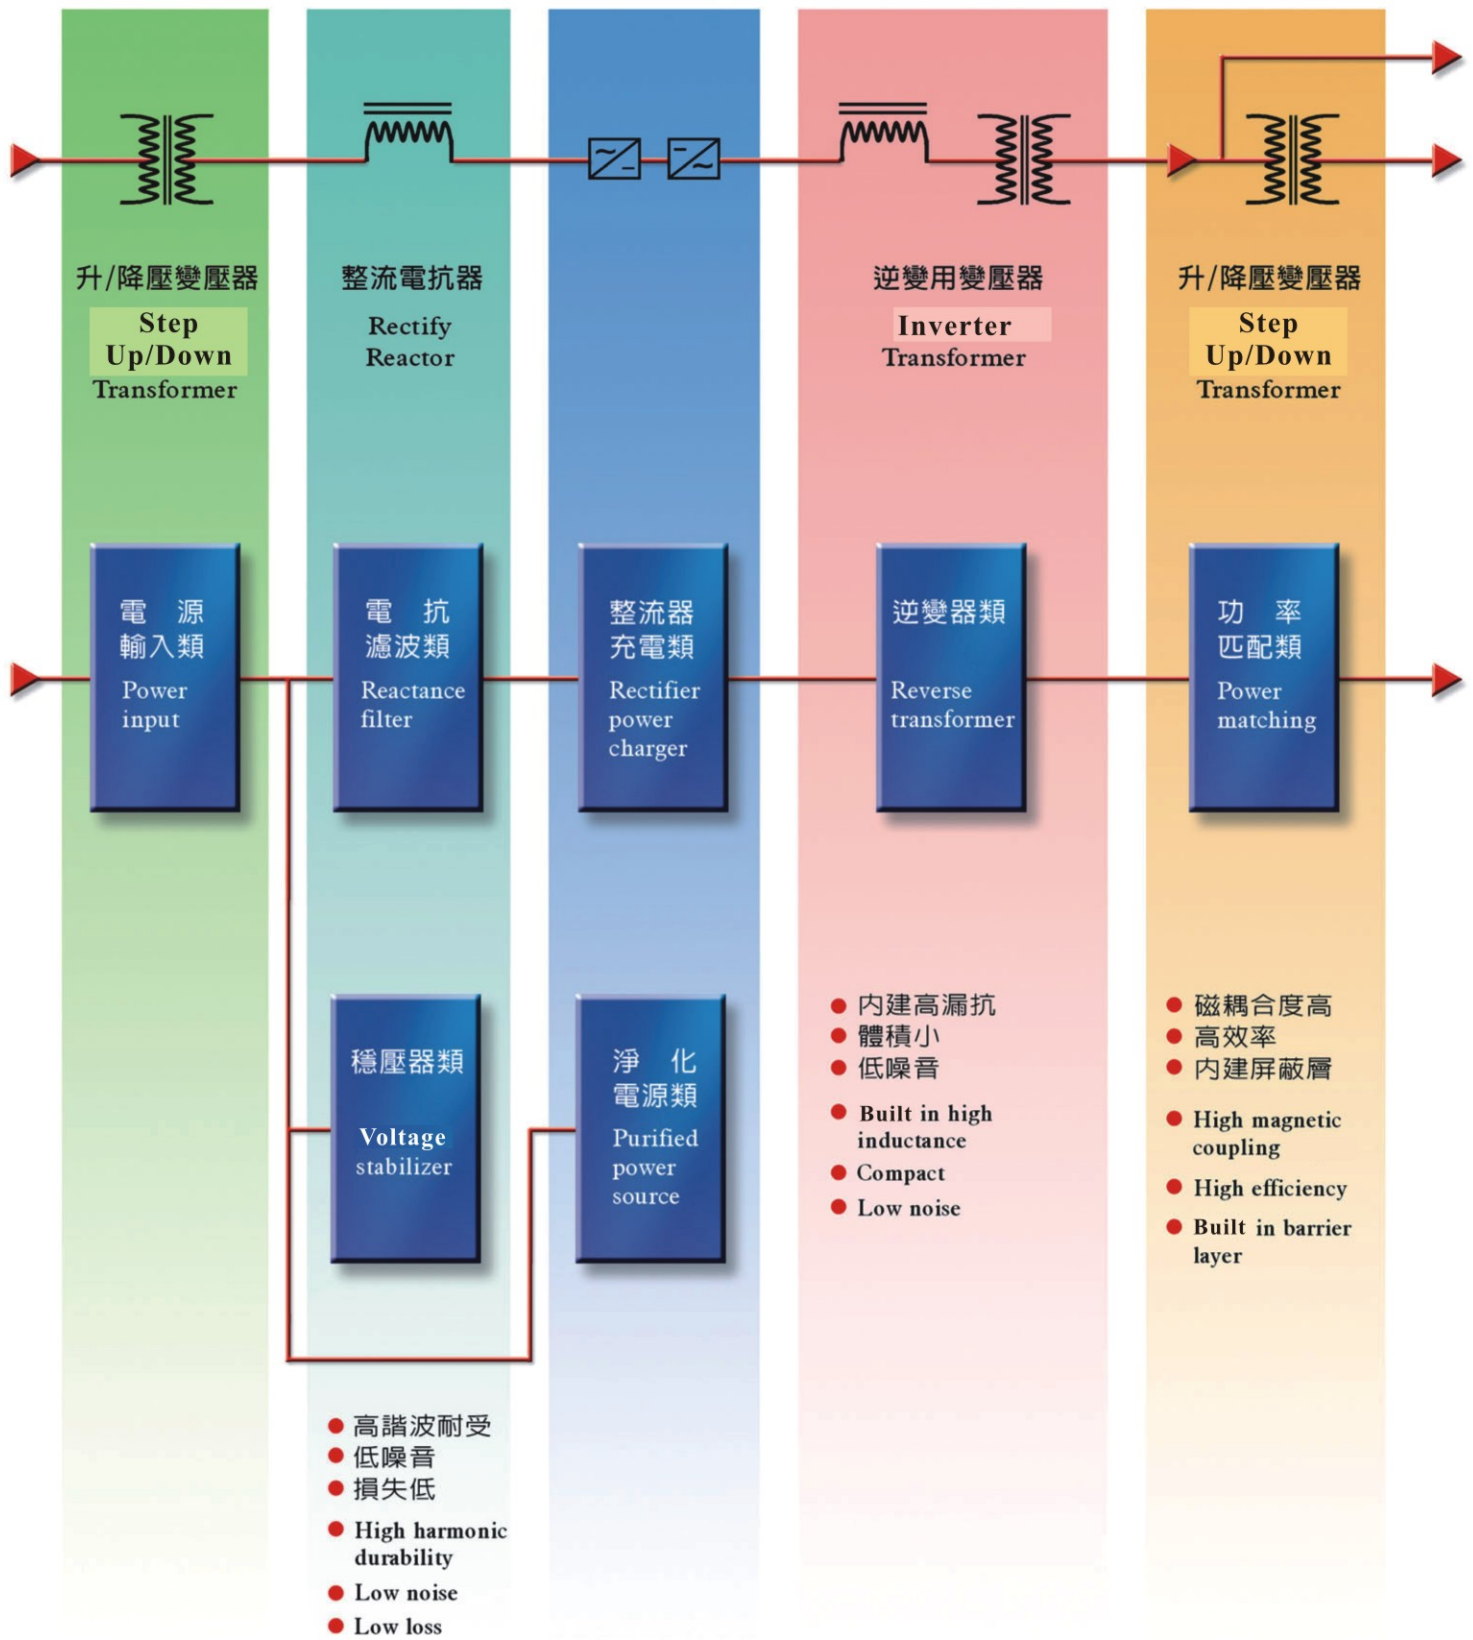 升/降壓變壓器
Step
Up/Down
Transformer
整流電抗器
Rectify
Reactor
逆變用變壓器
Inverter
Transformer
升/降壓變壓器
Step
Up/Down
Transformer
電 源
輸入類
Power
input
電 抗
濾波類
Reactance
filter
整流器
充電類
Rectifier
power
charger
逆變器類
Reverse
transformer
功 率
匹配類
Power
matching
穩壓器類
Voltage
stabilizer
淨 化
電源類
Purified
power
source
內建高漏抗
體積小
低噪音
Built in high
inductance
Compact
Low noise
磁耦合度高
高效率
內建屏蔽層
High magnetic
coupling
High efficiency
Built in barrier
layer
高諧波耐受
低噪音
損失低
High harmonic
durability
Low noise
Low loss